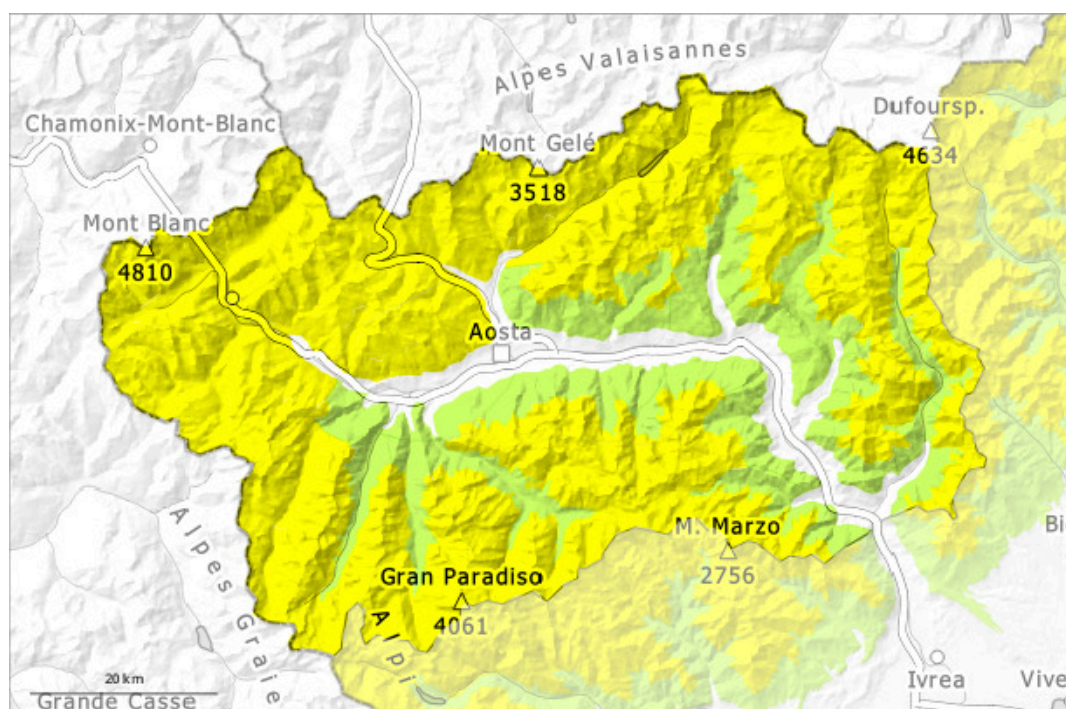 Alpes Valaisannes
Chamonix-Mont-Blanc
Dufoursp.
4634
Mont Gelé
3518
Mont Blanc
4810
Aosta
M. Marzo
2756
Gran Paradiso
4061
Alpes Graie
Alpi
20 km
Grande Casse
Ivrea
Vive
Bi